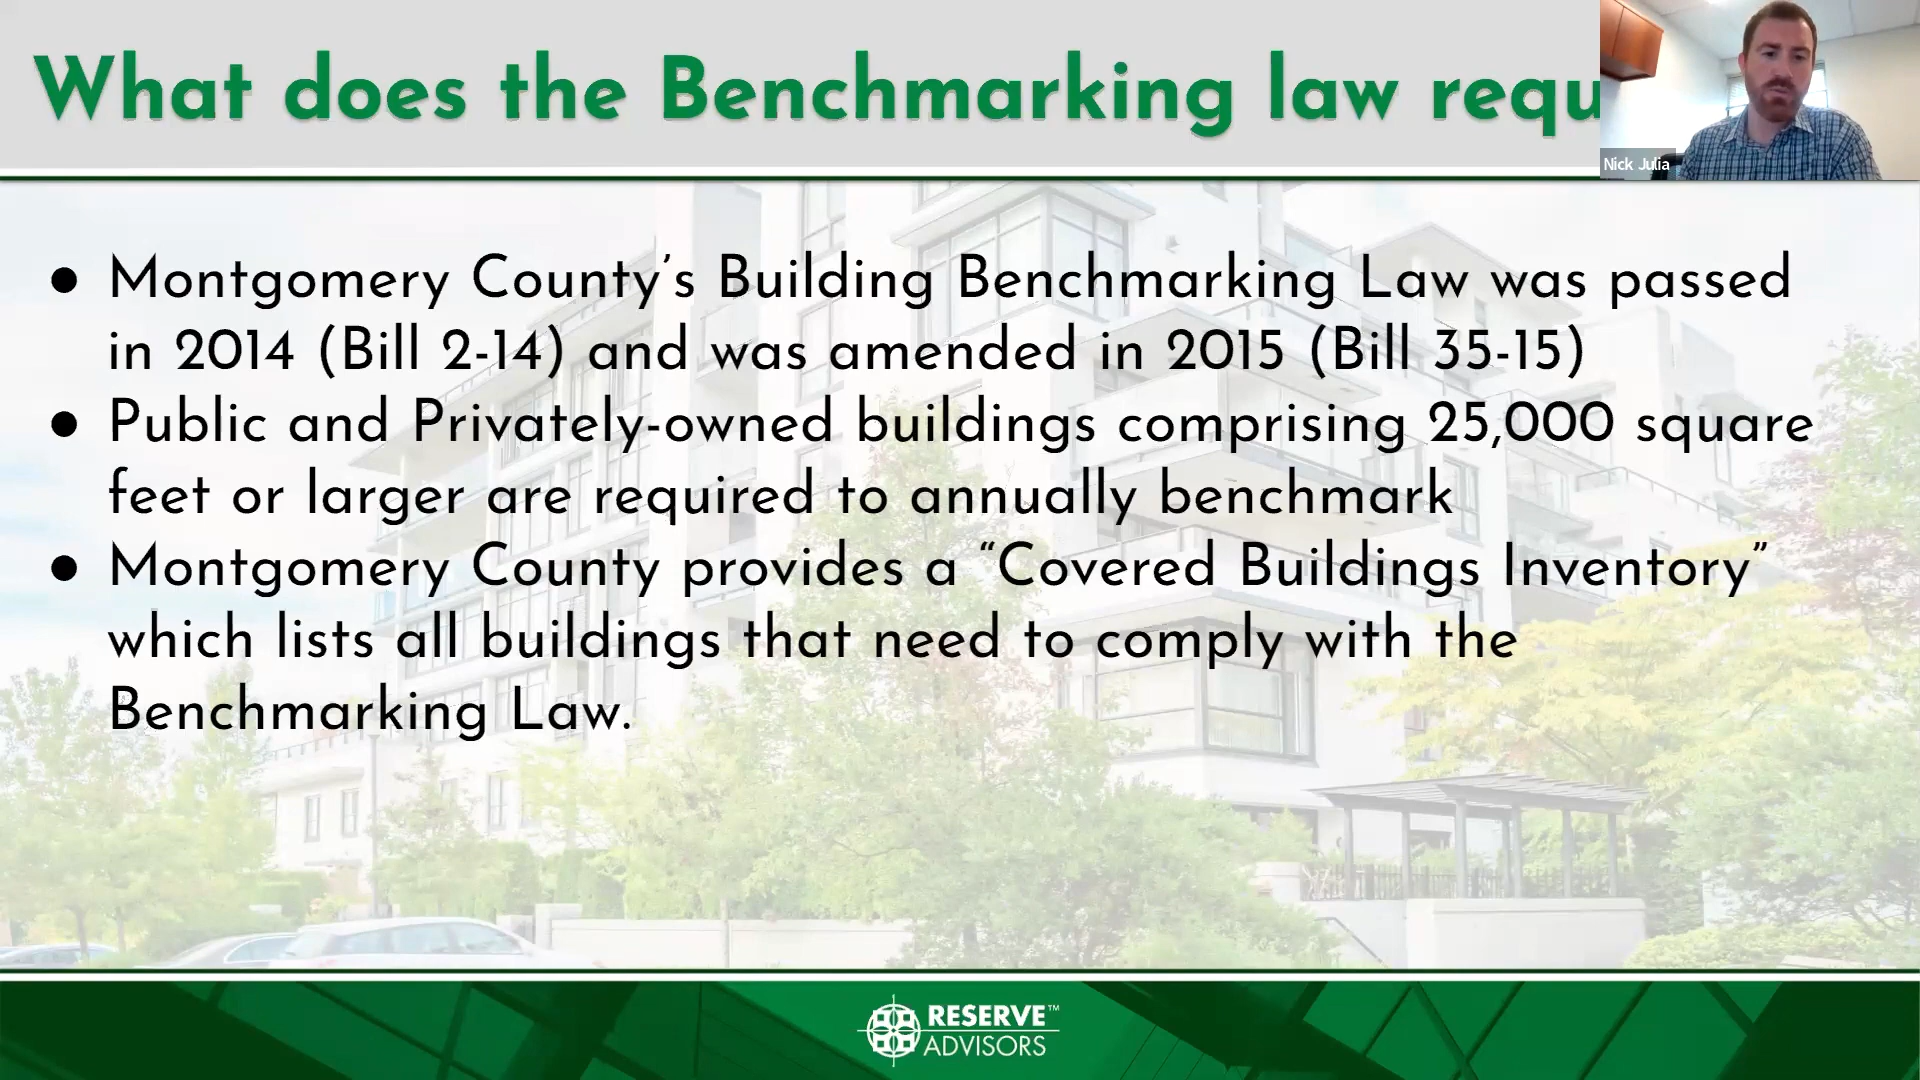 What does the Benchmarking law requ
Nick Julia
● Montgomery County’s Building Benchmarking Law was passed
in 2014 (Bill 2-14) and was amended in 2015 (Bill 35-15)
● Public and Privately-owned buildings comprising 25,000 square
feet or larger are required to annually benchmark
● Montgomery County provides a “Covered Buildings Inventory”
which lists all buildings that need to comply with the
Benchmarking Law.
RESERVE™
ADVISORS